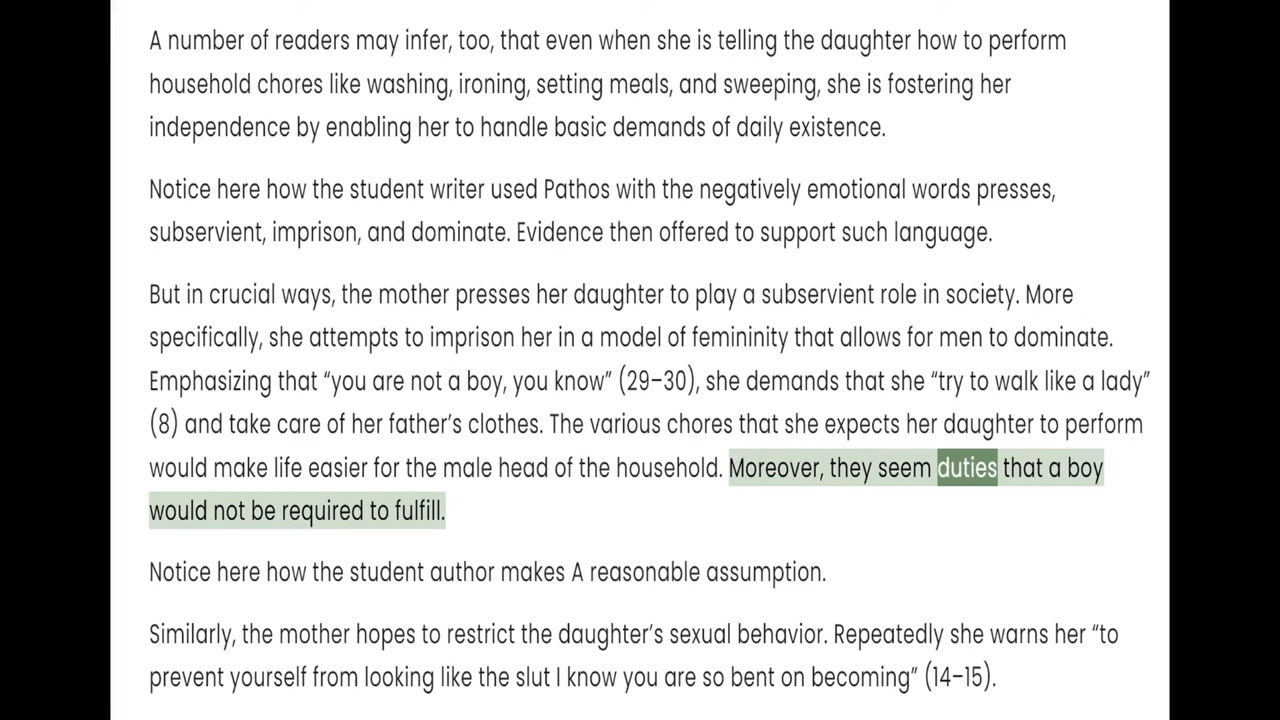 A number of readers may infer, too, that even when she is telling the daughter how to perform
household chores like washing, ironing, setting meals, and sweeping, she is fostering her
independence by enabling her to handle basic demands of daily existence.
Notice here how the student writer used Pathos with the negatively emotional words presses,
subservient, imprison, and dominate. Evidence then offered to support such language.
But in crucial ways, the mother presses her daughter to play a subservient role in society. More
specifically, she attempts to imprison her in a model of femininity that allows for men to dominate.
Emphasizing that “you are not a boy, you know” (29–30), she demands that she “try to walk like a lady”
(8) and take care of her father’s clothes. The various chores that she expects her daughter to perform
would make life easier for the male head of the household. Moreover, they seem duties that a boy
would not be required to fulfill.
Notice here how the student author makes A reasonable assumption.
Similarly, the mother hopes to restrict the daughter’s sexual behavior. Repeatedly she warns her “to
prevent yourself from looking like the slut I know you are so bent on becoming” (14–15).